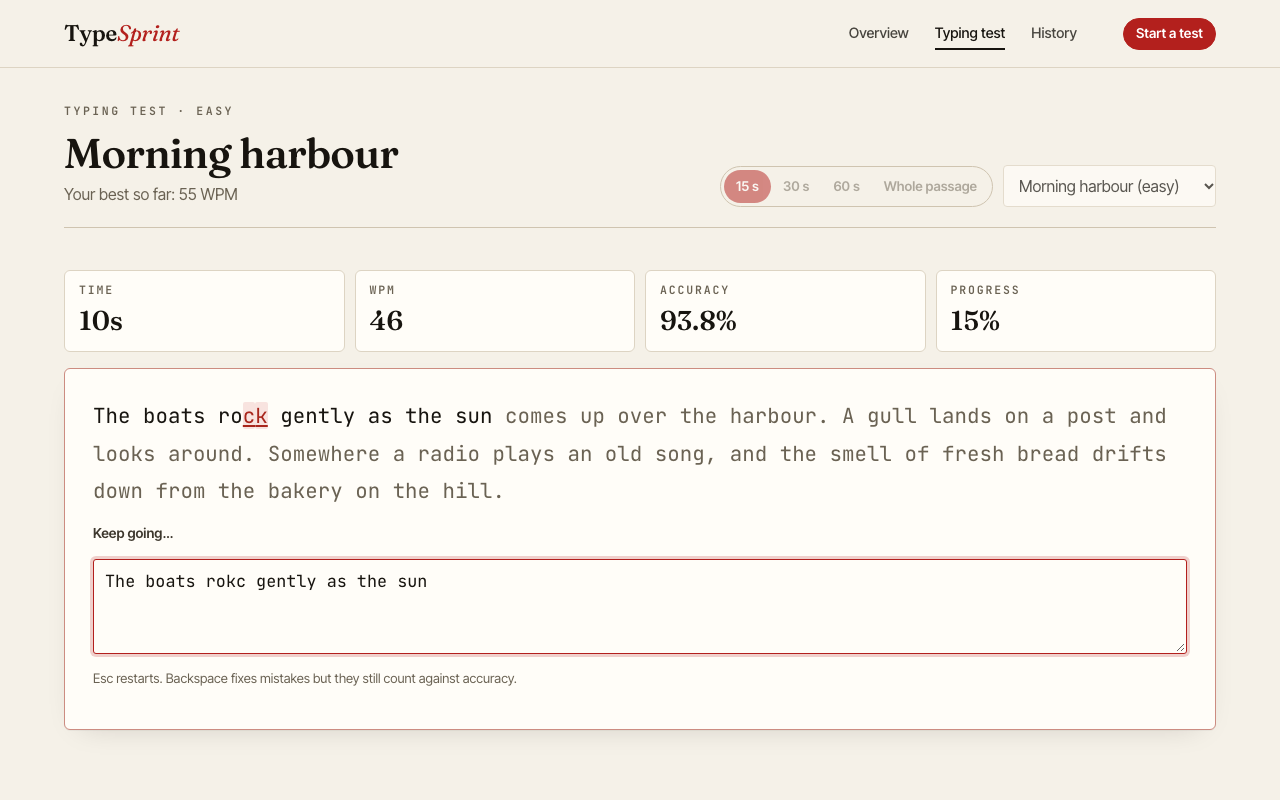 TypeSprint
Overview
Typing test
History
Start a test
TYPING TEST · EASY
Morning harbour
Your best so far: 55 WPM
15 s
30 s
60 s
Whole passage
Morning harbour (easy)
TIME
10s
WPM
46
ACCURACY
93.8%
PROGRESS
15%
The boats rock gently as the sun comes up over the harbour. A gull lands on a post and
looks around. Somewhere a radio plays an old song, and the smell of fresh bread drifts
down from the bakery on the hill.
Keep going…
The boats rokc gently as the sun
Esc restarts. Backspace fixes mistakes but they still count against accuracy.